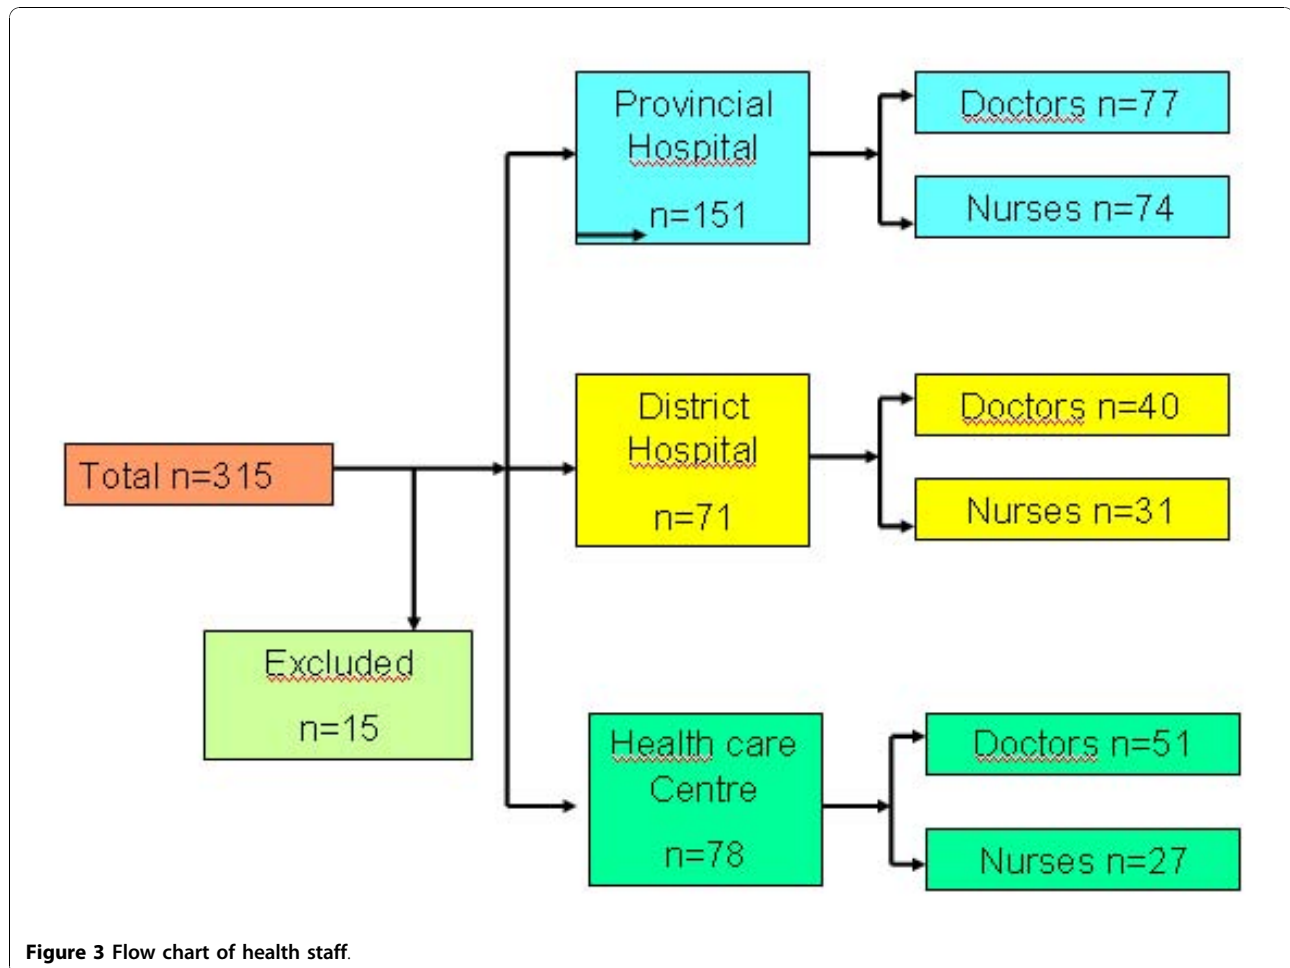 Provincial
Hospital
n=151
Doctors n=77
Nurses n=74
Total n=315
Excluded
n=15
District
Hospital
n=71
Doctors n=40
Nurses n=31
Health care
Centre
n=78
Doctors n=51
Nurses n=27
Figure 3 Flow chart of health staff.